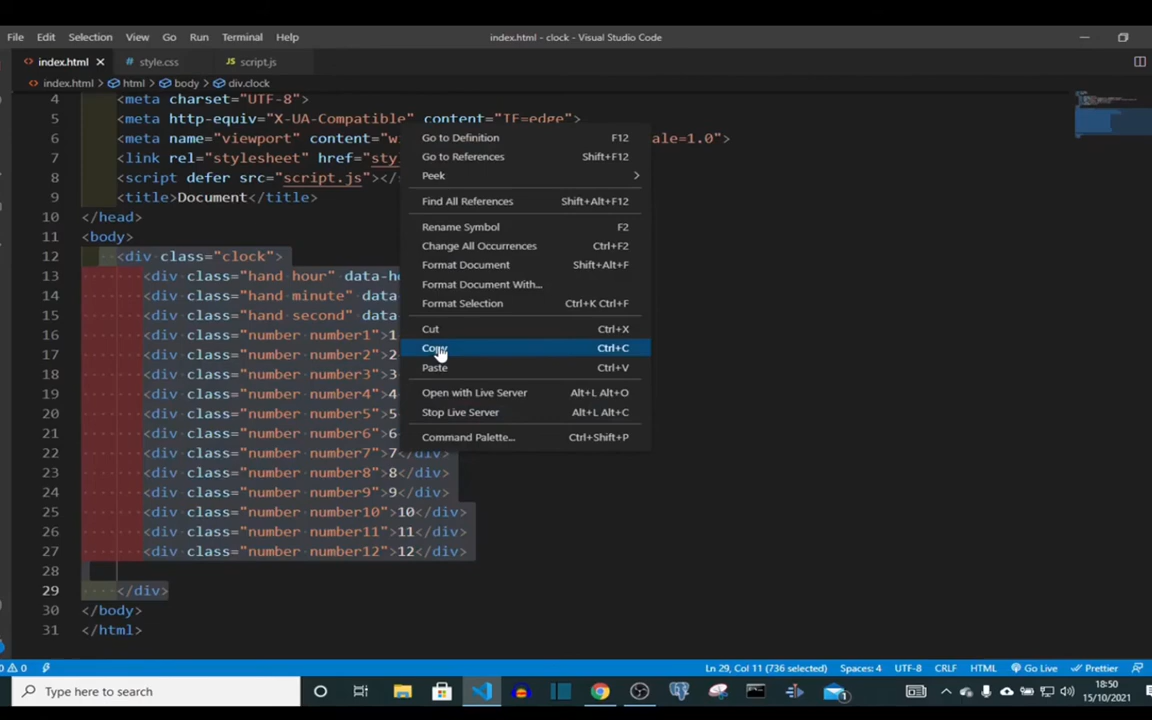 File Edit Selection View Go Run Terminal Help index.html - clock - Visual Studio Code
index.html style.css script.js
index.html > html > body > div.clock
4 <meta charset="UTF-8">
5 <meta http-equiv="X-UA-Compatible" content="IE=edge">
6 <meta name="viewport" content="w ale=1.0">
7 <link rel="stylesheet" href="sty
8 <script defer src="script.js"></s
9 <title>Document</title>
10 </head>
11 <body>
12 <div class="clock">
13 <div class="hand hour" data-ho
14 <div class="hand minute" data-
15 <div class="hand second" data-
16 <div class="number number1">1
17 <div class="number number2">2
18 <div class="number number3">3
19 <div class="number number4">4
20 <div class="number number5">5
21 <div class="number number6">6
22 <div class="number number7">7</div>
23 <div class="number number8">8</div>
24 <div class="number number9">9</div>
25 <div class="number number10">10</div>
26 <div class="number number11">11</div>
27 <div class="number number12">12</div>
28
29 </div>
30 </body>
31 </html>
Go to Definition F12
Go to References Shift+F12
Peek
Find All References Shift+Alt+F12
Rename Symbol F2
Change All Occurrences Ctrl+F2
Format Document Shift+Alt+F
Format Document With...
Format Selection Ctrl+K Ctrl+F
Cut Ctrl+X
Copy Ctrl+C
Paste Ctrl+V
Open with Live Server Alt+L Alt+O
Stop Live Server Alt+L Alt+C
Command Palette... Ctrl+Shift+P
0 0 Ln 29, Col 11 (736 selected) Spaces: 4 UTF-8 CRLF HTML Go Live Prettier
Type here to search 1 18:50
15/10/2021